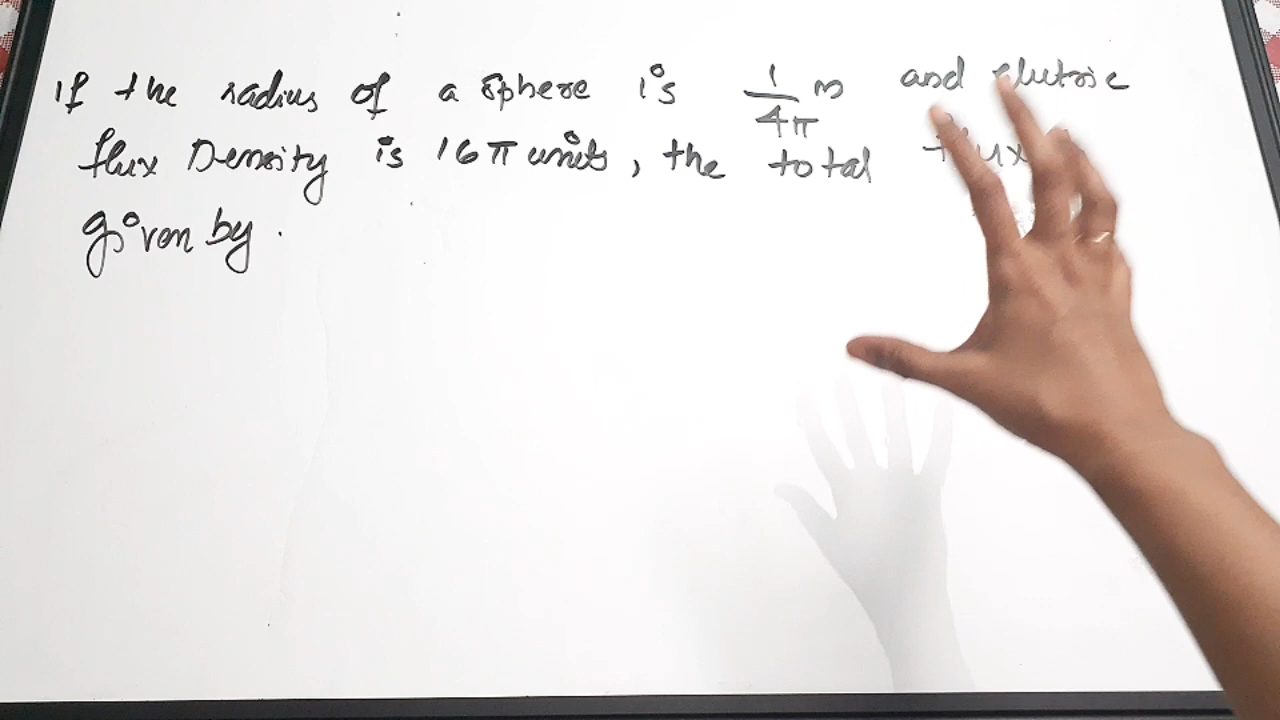 If the radius of a sphere is 1/4π m and electric
flux Density is 16π units, the total flux
given by.